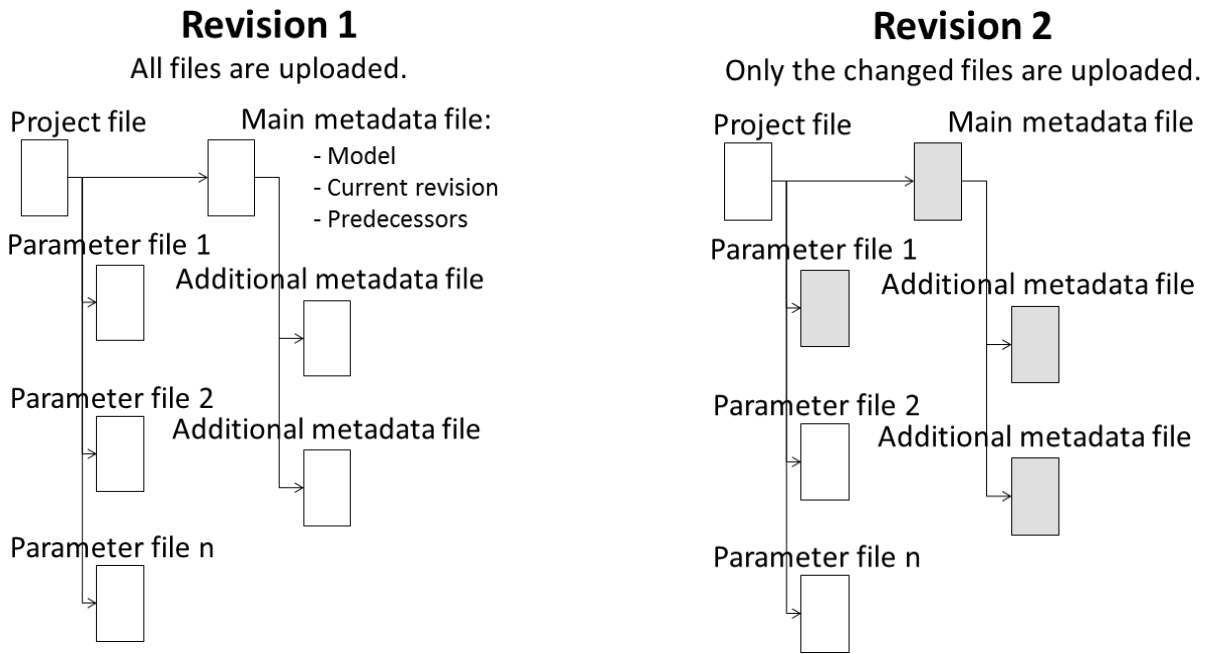 Revision 1
All files are uploaded.
Project file
Main metadata file:
- Model
- Current revision
- Predecessors
Parameter file 1
Additional metadata file
Parameter file 2
Additional metadata file
Parameter file n
Revision 2
Only the changed files are uploaded.
Project file
Main metadata file
Parameter file 1
Additional metadata file
Parameter file 2
Additional metadata file
Parameter file n